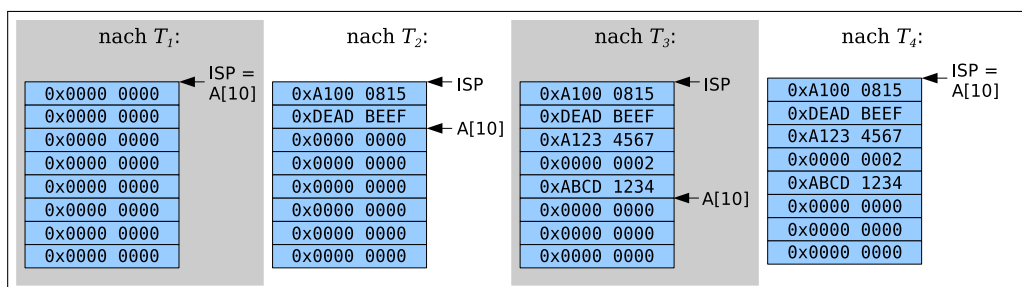 nach T1:
ISP =
A[10]
0x0000 0000
0x0000 0000
0x0000 0000
0x0000 0000
0x0000 0000
0x0000 0000
0x0000 0000
0x0000 0000
nach T2:
ISP
0xA100 0815
0xDEAD BEEF
A[10]
0x0000 0000
0x0000 0000
0x0000 0000
0x0000 0000
0x0000 0000
0x0000 0000
nach T3:
ISP
0xA100 0815
0xDEAD BEEF
0xA123 4567
0x0000 0002
0xABCD 1234
A[10]
0x0000 0000
0x0000 0000
0x0000 0000
nach T4:
ISP =
A[10]
0xA100 0815
0xDEAD BEEF
0xA123 4567
0x0000 0002
0xABCD 1234
0x0000 0000
0x0000 0000
0x0000 0000